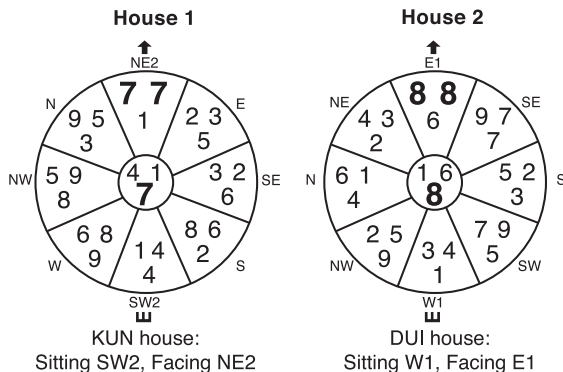 House 1
NE2
7 7
1
N
9 5
3
2 3
5
E
NW
5 9
8
4 1
7
3 2
6
SE
6 8
9
W
1 4
4
8 6
2
S
SW2
KUN house:
Sitting SW2, Facing NE2
House 2
E1
8 8
6
NE
4 3
2
9 7
7
SE
N
6 1
4
1 6
8
5 2
3
S
2 5
9
NW
3 4
1
7 9
5
SW
W1
DUI house:
Sitting W1, Facing E1